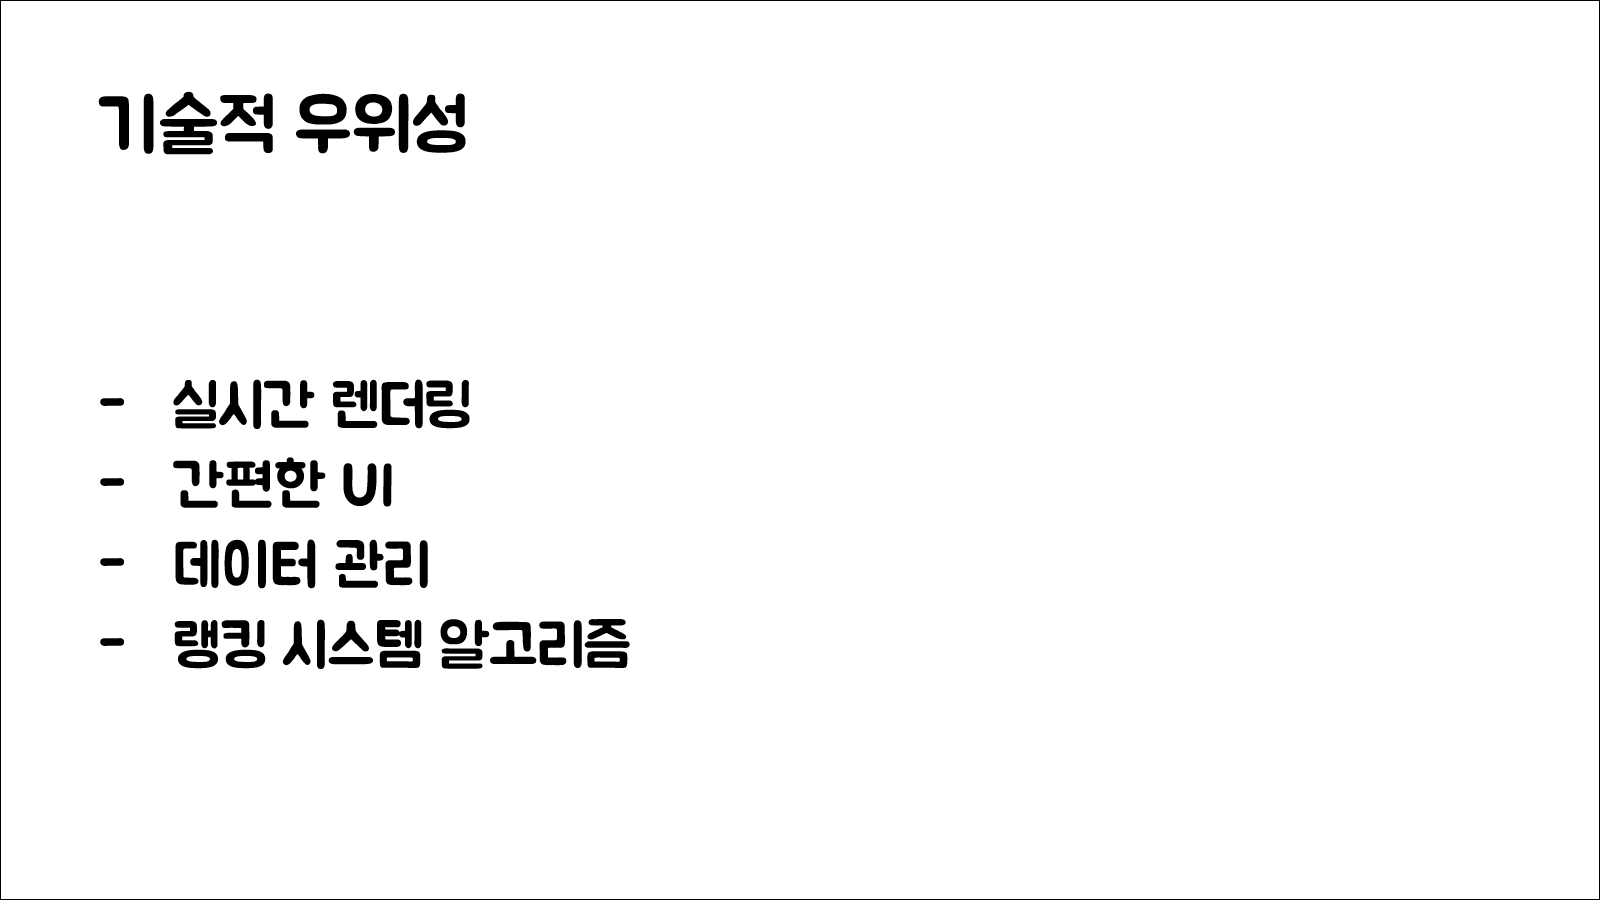 기술적 우위성
- 실시간 렌더링
- 간편한 UI
- 데이터 관리
- 랭킹 시스템 알고리즘